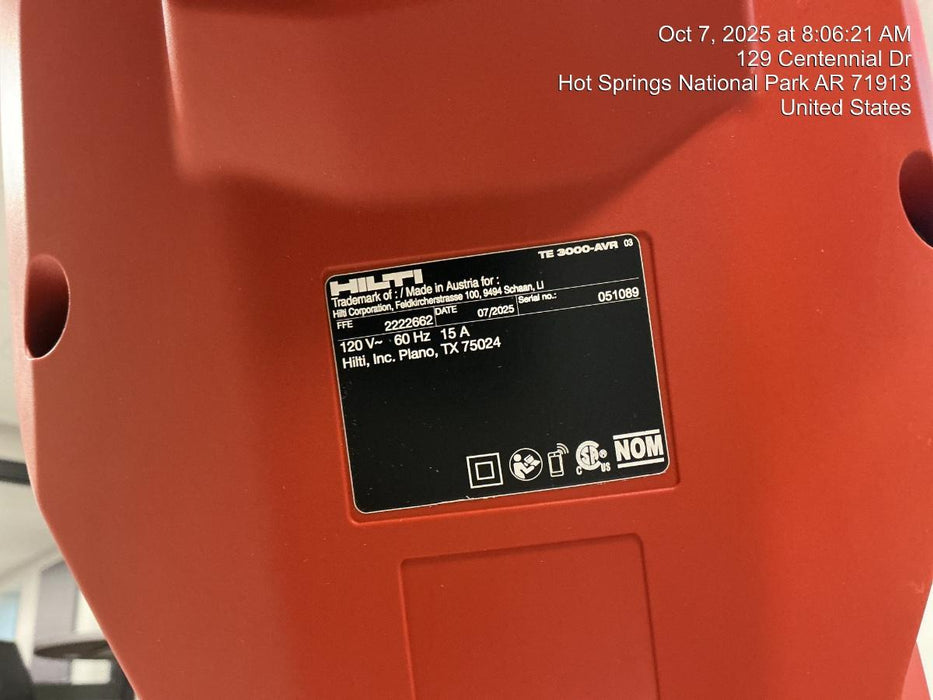 Oct 7, 2025 at 8:06:21 AM
129 Centennial Dr
Hot Springs National Park AR 71913
United States
TE 3000-AVR 03
HILTI
Trademark of : / Made in Austria for :
Hilti Corporation, Feldkircherstrasse 100, 9494 Schaan, LI
FFE 2222662 DATE 07/2025 Serial no.: 051089
120 V~ 60 Hz 15 A
Hilti, Inc. Plano, TX 75024
C SA® US NOM